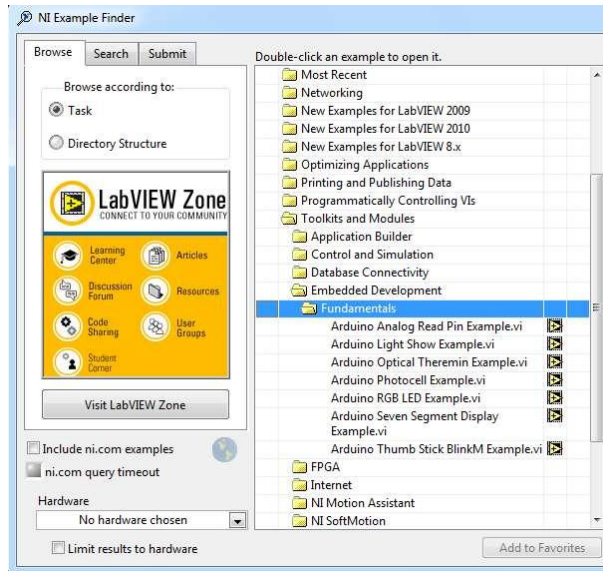 NI Example Finder
Browse
Search
Submit
Browse according to:
Task
Directory Structure
LabVIEW Zone
CONNECT TO YOUR COMMUNITY
Learning
Center
Articles
Discussion
Forum
Resources
Code
Sharing
User
Groups
Student
Corner
Visit LabVIEW Zone
Include ni.com examples
ni.com query timeout
Hardware
No hardware chosen
Limit results to hardware
Double-click an example to open it.
Most Recent
Networking
New Examples for LabVIEW 2009
New Examples for LabVIEW 2010
New Examples for LabVIEW 8.x
Optimizing Applications
Printing and Publishing Data
Programmatically Controlling VIs
Toolkits and Modules
Application Builder
Control and Simulation
Database Connectivity
Embedded Development
Fundamentals
Arduino Analog Read Pin Example.vi
Arduino Light Show Example.vi
Arduino Optical Theremin Example.vi
Arduino Photocell Example.vi
Arduino RGB LED Example.vi
Arduino Seven Segment Display
Example.vi
Arduino Thumb Stick BlinkM Example.vi
FPGA
Internet
NI Motion Assistant
NI SoftMotion
Add to Favorites